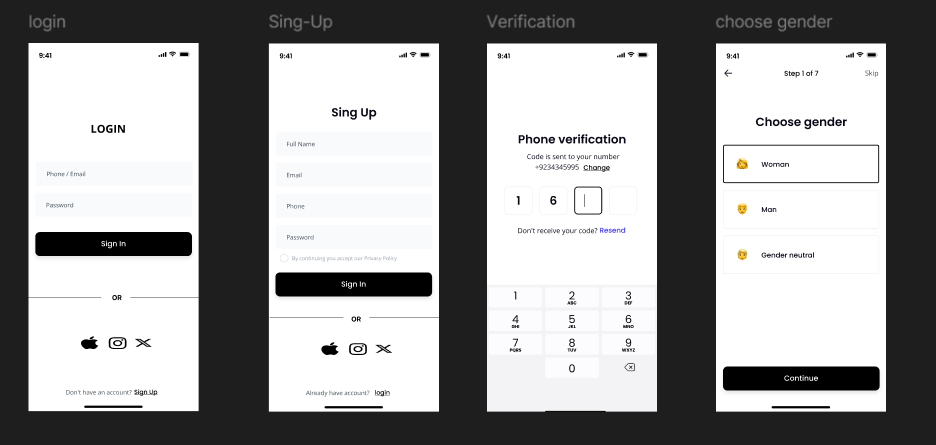 login
9:41
LOGIN
Phone / Email
Password
Sign In
OR
Don't have an account? Sign Up
Sing-Up
9:41
Sing Up
Full Name
Email
Phone
Password
By continuing you accept our Privacy Policy
Sign In
OR
Already have account? login
Verification
9:41
Phone verification
Code is sent to your number
+9234345995 Change
1 6
Don't receive your code? Resend
1 2 3
ABC DEF
4 5 6
GHI JKL MNO
7 8 9
PQRS TUV WXYZ
0
choose gender
9:41
Step 1 of 7 Skip
Choose gender
Woman
Man
Gender neutral
Continue